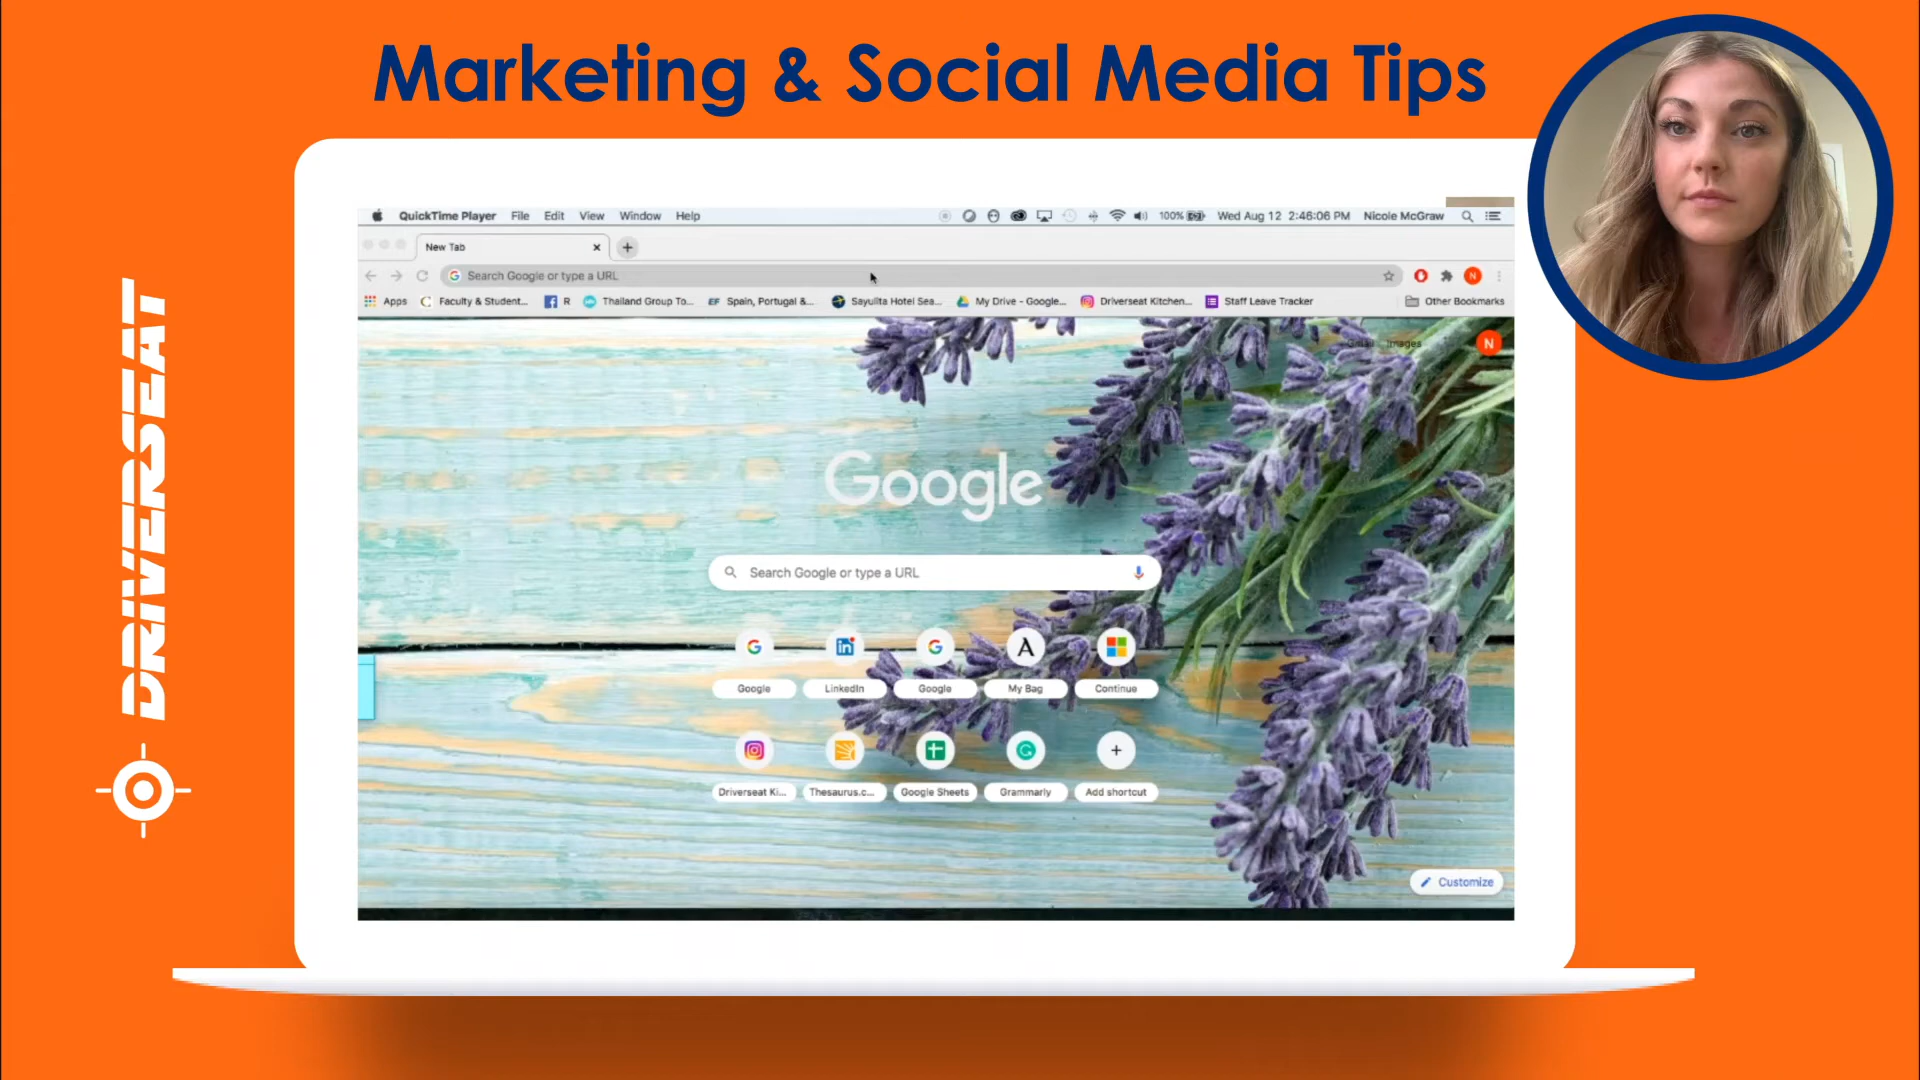 Marketing & Social Media Tips
DRIVERSEAT
QuickTime Player File Edit View Window Help 100% Wed Aug 12 2:46:06 PM Nicole McGraw
New Tab
Search Google or type a URL
Apps Faculty & Student... R Thailand Group To... Spain, Portugal &... Sayulita Hotel Sea... My Drive - Google... Driverseat Kitchen... Staff Leave Tracker Other Bookmarks
Images N
Google
Search Google or type a URL
Google LinkedIn Google My Bag Continue
Driverseat Ki... Thesaurus.c... Google Sheets Grammarly Add shortcut
Customize